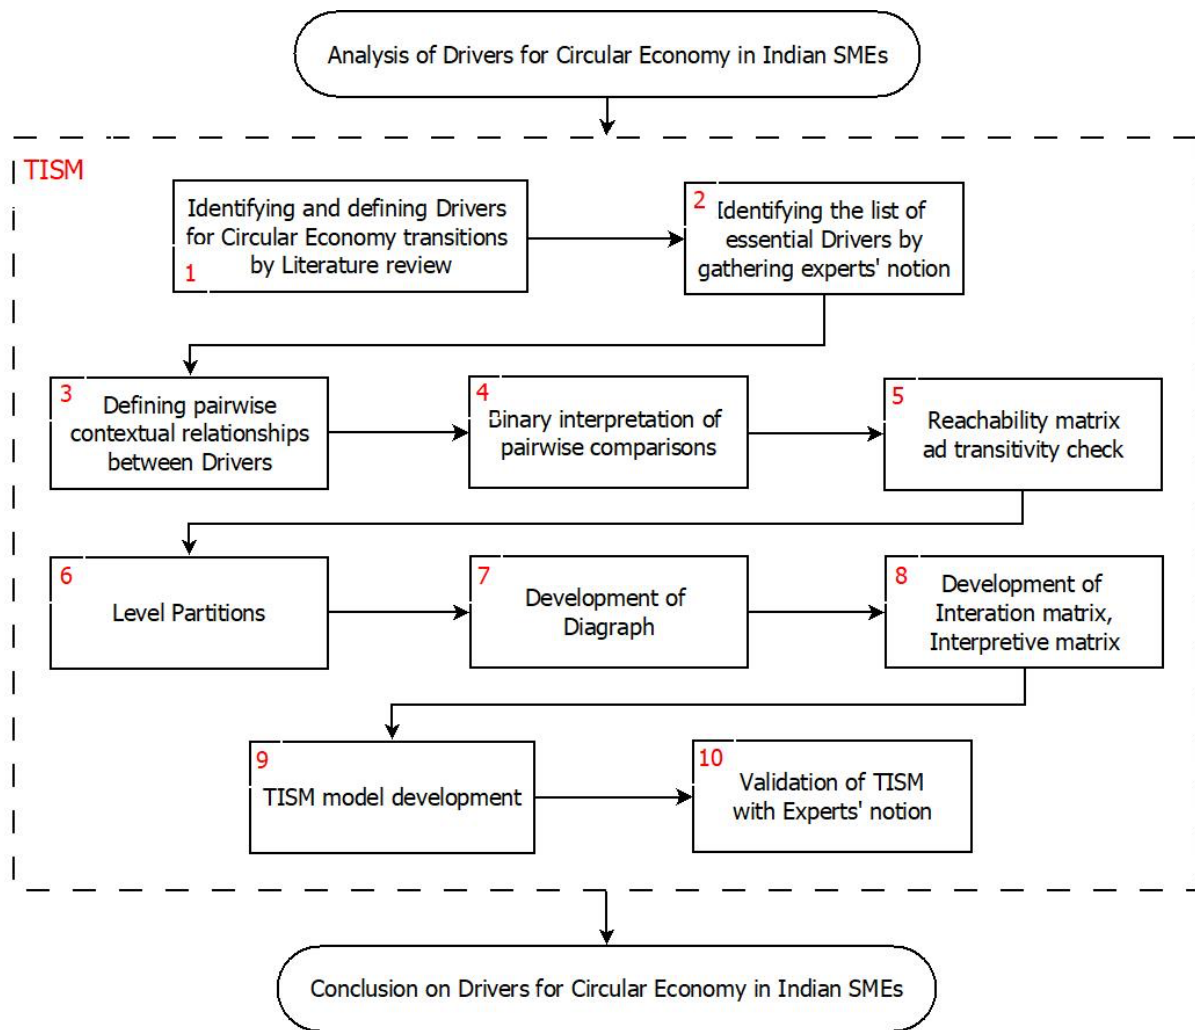 Analysis of Drivers for Circular Economy in Indian SMEs
TISM
Identifying and defining Drivers
for Circular Economy transitions
by Literature review
1
2
Identifying the list of
essential Drivers by
gathering experts' notion
3
Defining pairwise
contextual relationships
between Drivers
4
Binary interpretation of
pairwise comparisons
5
Reachability matrix
ad transitivity check
6
Level Partitions
7
Development of
Diagraph
8
Development of
Interation matrix,
Interpretive matrix
9
TISM model development
10
Validation of TISM
with Experts' notion
Conclusion on Drivers for Circular Economy in Indian SMEs